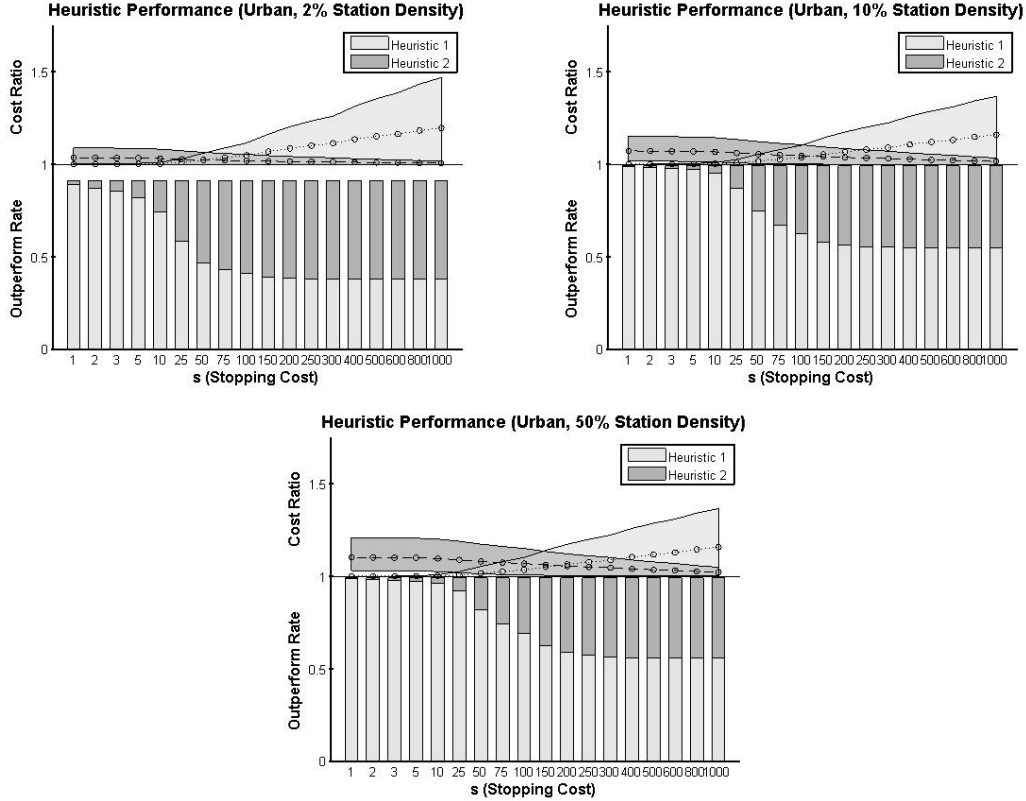 Heuristic Performance (Urban, 2% Station Density)
Heuristic 1
Heuristic 2
Cost Ratio
Outperform Rate
1.5
1
0.5
0
1 2 3 5 10 25 50 75 100 150 200 250 300 400 500 600 800 1000
s (Stopping Cost)
Heuristic Performance (Urban, 10% Station Density)
Heuristic 1
Heuristic 2
Cost Ratio
Outperform Rate
1.5
1
0.5
0
1 2 3 5 10 25 50 75 100 150 200 250 300 400 500 600 800 1000
s (Stopping Cost)
Heuristic Performance (Urban, 50% Station Density)
Heuristic 1
Heuristic 2
Cost Ratio
Outperform Rate
1.5
1
0.5
0
1 2 3 5 10 25 50 75 100 150 200 250 300 400 500 600 800 1000
s (Stopping Cost)